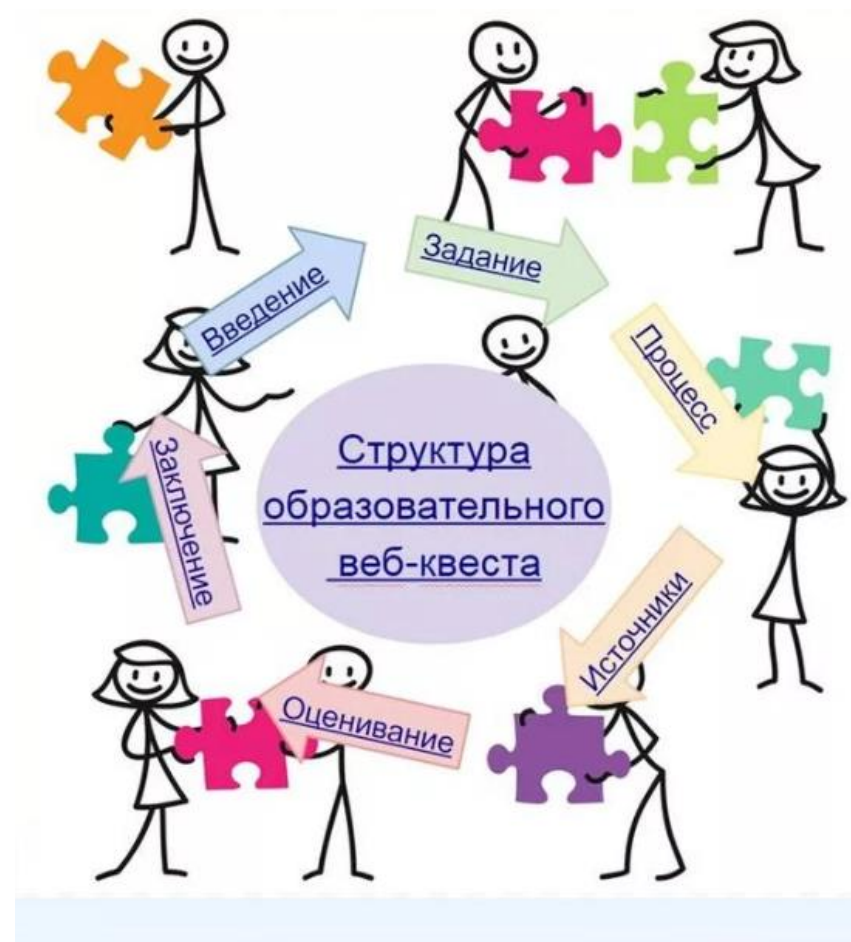 Введение
Задание
Процесс
Источники
Оценивание
Заключение
Структура
образовательного
веб-квеста